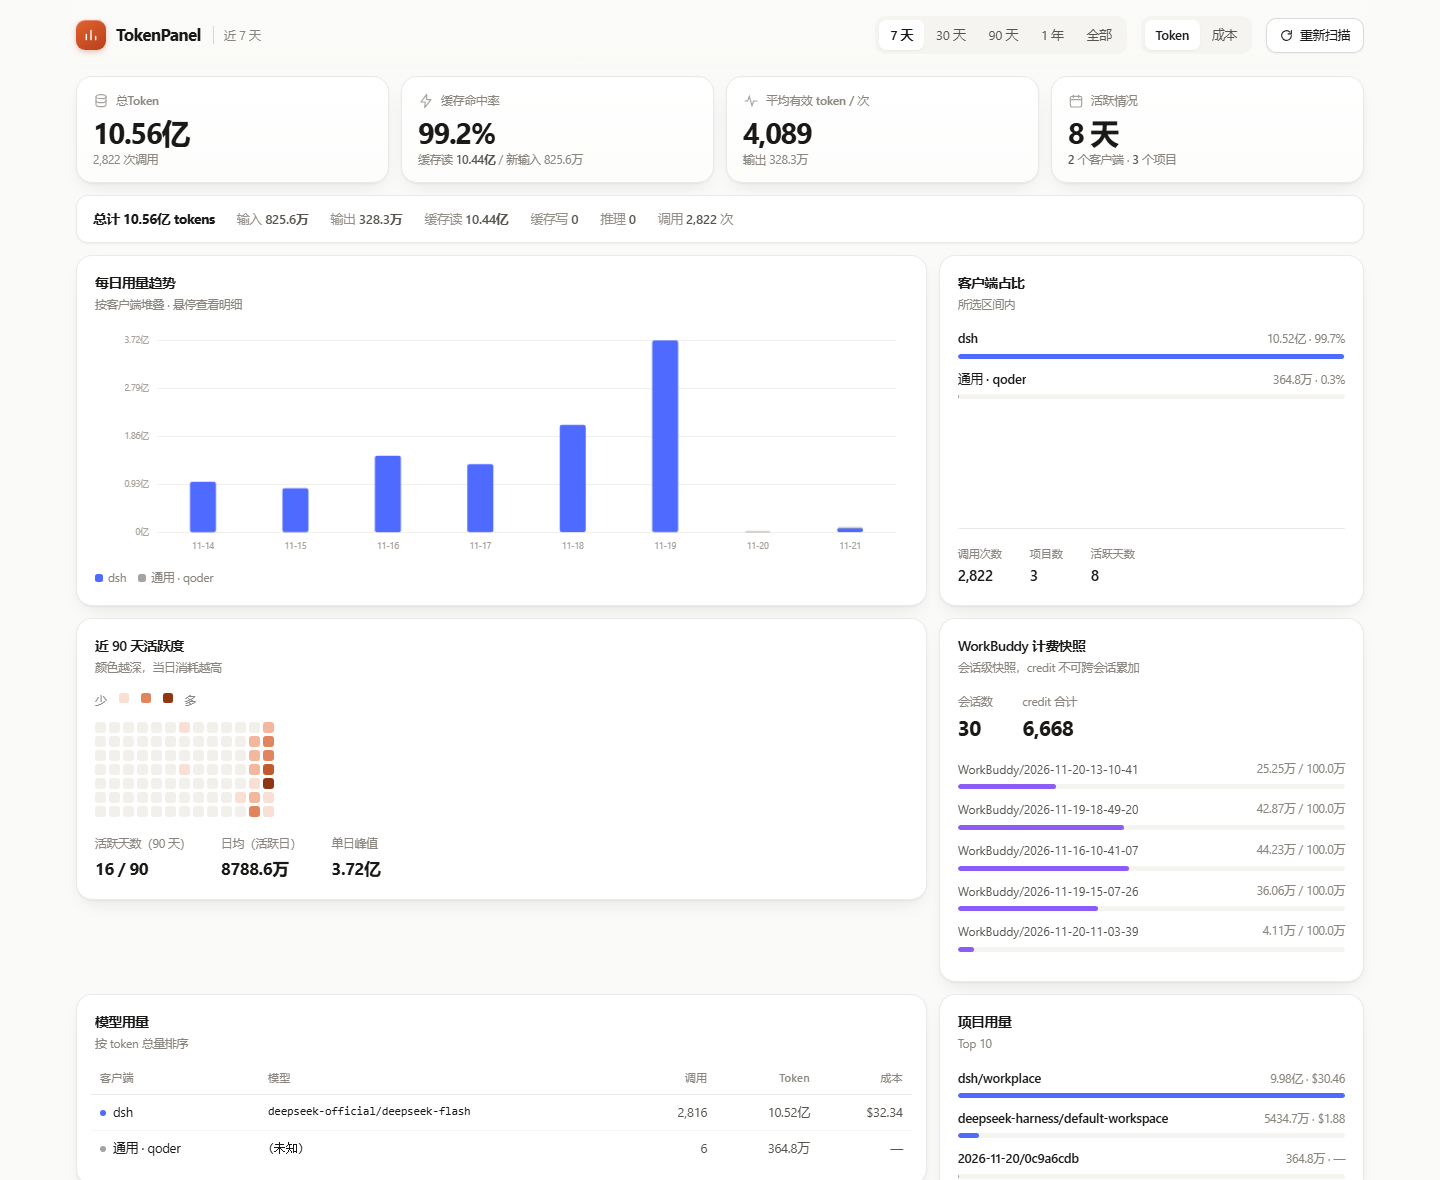 TokenPanel 近 7 天 7 天 30 天 90 天 1 年 全部 Token 成本 重新扫描
总Token
10.56亿
2,822 次调用
缓存命中率
99.2%
缓存读 10.44亿 / 新输入 825.6万
平均有效 token / 次
4,089
输出 328.3万
活跃情况
8 天
2 个客户端 · 3 个项目
总计 10.56亿 tokens 输入 825.6万 输出 328.3万 缓存读 10.44亿 缓存写 0 推理 0 调用 2,822 次
每日用量趋势
按客户端堆叠 · 悬停查看明细
3.72亿
2.79亿
1.86亿
0.93亿
0亿
11-14 11-15 11-16 11-17 11-18 11-19 11-20 11-21
dsh 通用 · qoder
客户端占比
所选区间内
dsh 10.52亿 · 99.7%
通用 · qoder 364.8万 · 0.3%
调用次数 项目数 活跃天数
2,822 3 8
近 90 天活跃度
颜色越深，当日消耗越高
少 多
活跃天数（90 天） 日均（活跃日） 单日峰值
16 / 90 8788.6万 3.72亿
WorkBuddy 计费快照
会话级快照，credit 不可跨会话累加
会话数 credit 合计
30 6,668
WorkBuddy/2026-11-20-13-10-41 25.25万 / 100.0万
WorkBuddy/2026-11-19-18-49-20 42.87万 / 100.0万
WorkBuddy/2026-11-16-10-41-07 44.23万 / 100.0万
WorkBuddy/2026-11-19-15-07-26 36.06万 / 100.0万
WorkBuddy/2026-11-20-11-03-39 4.11万 / 100.0万
模型用量
按 token 总量排序
客户端 模型 调用 Token 成本
dsh deepseek-official/deepseek-flash 2,816 10.52亿 $32.34
通用 · qoder （未知） 6 364.8万 —
项目用量
Top 10
dsh/workplace 9.98亿 · $30.46
deepseek-harness/default-workspace 5434.7万 · $1.88
2026-11-20/0c9a6cdb 364.8万 · —